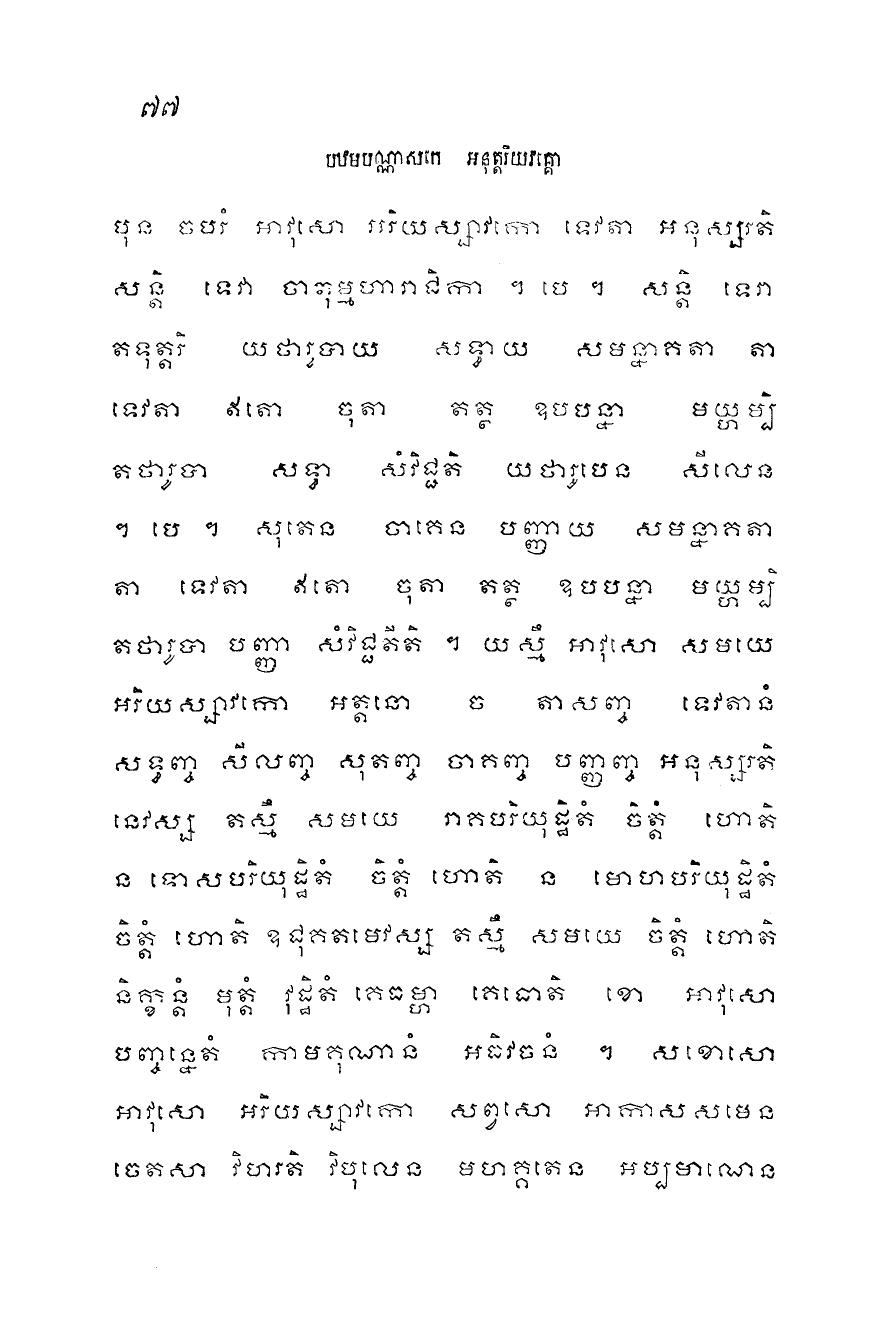 ៧៧
បឋមបណ្ណាសកេ អនុត្តរិយវគ្គោ
បុន ចបរំ អាវុសោ អរិយស្សាវកោ ទេវតា អនុស្សរតិ
សន្តិ ទេវា ចាតុម្មហារាជិកា ។ បេ ។ សន្តិ ទេវា
តទុត្តរិ យថារូបាយ សទ្ធាយ សមន្នាគតា តា
ទេវតា ឥតោ ចុតា តត្ថ ឧបបន្នា មយ្ហម្បិ
តថារូបា សទ្ធា សំវិជ្ជតិ យថារូបេន សីលេន
។ បេ ។ សុតេន ចាគេន បញ្ញាយ សមន្នាគតា
តា ទេវតា ឥតោ ចុតា តត្ថ ឧបបន្នា មយ្ហម្បិ
តថារូបា បញ្ញា សំវិជ្ជតីតិ ។ យស្មឹ អាវុសោ សមយេ
អរិយស្សាវកោ អត្តនោ ច តាសញ្ច ទេវតានំ
សទ្ធញ្ច សីលញ្ច សុតញ្ច ចាគញ្ច បញ្ញញ្ច អនុស្សរតិ
នេវស្ស តស្មឹ សមយេ រាគបរិយុដ្ឋិតំ ចិត្តំ ហោតិ
ន ទោសបរិយុដ្ឋិតំ ចិត្តំ ហោតិ ន មោហបរិយុដ្ឋិតំ
ចិត្តំ ហោតិ ឧជុគតមេវស្ស តស្មឹ សមយេ ចិត្តំ ហោតិ
និក្ខន្តំ មុត្តំ វុដ្ឋិតំ គេធម្ហា គេធោតិ ខោ អាវុសោ
បញ្ចន្នេតំ កាមគុណានំ អធិវចនំ ។ សខោសោ
អាវុសោ អរិយស្សាវកោ សព្វសោ អាកាសសមេន
ចេតសា វិហរតិ វិបុលេន មហគ្គតេន អប្បមាណេន